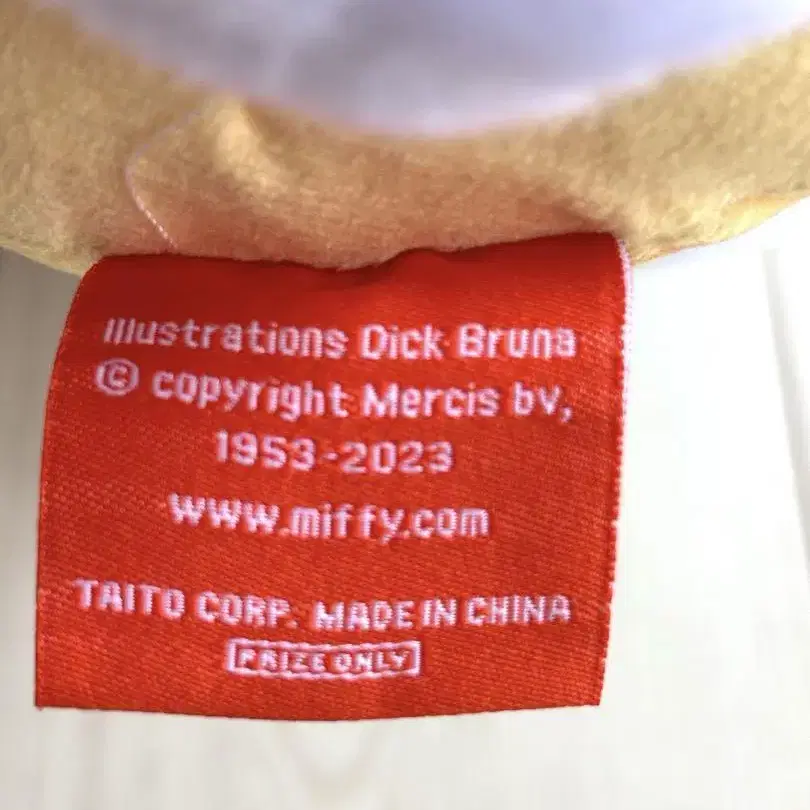 Illustrations Dick Bruna
© copyright Mercis bv,
1953-2023
www.miffy.com
TAITO CORP. MADE IN CHINA
PRIZE ONLY